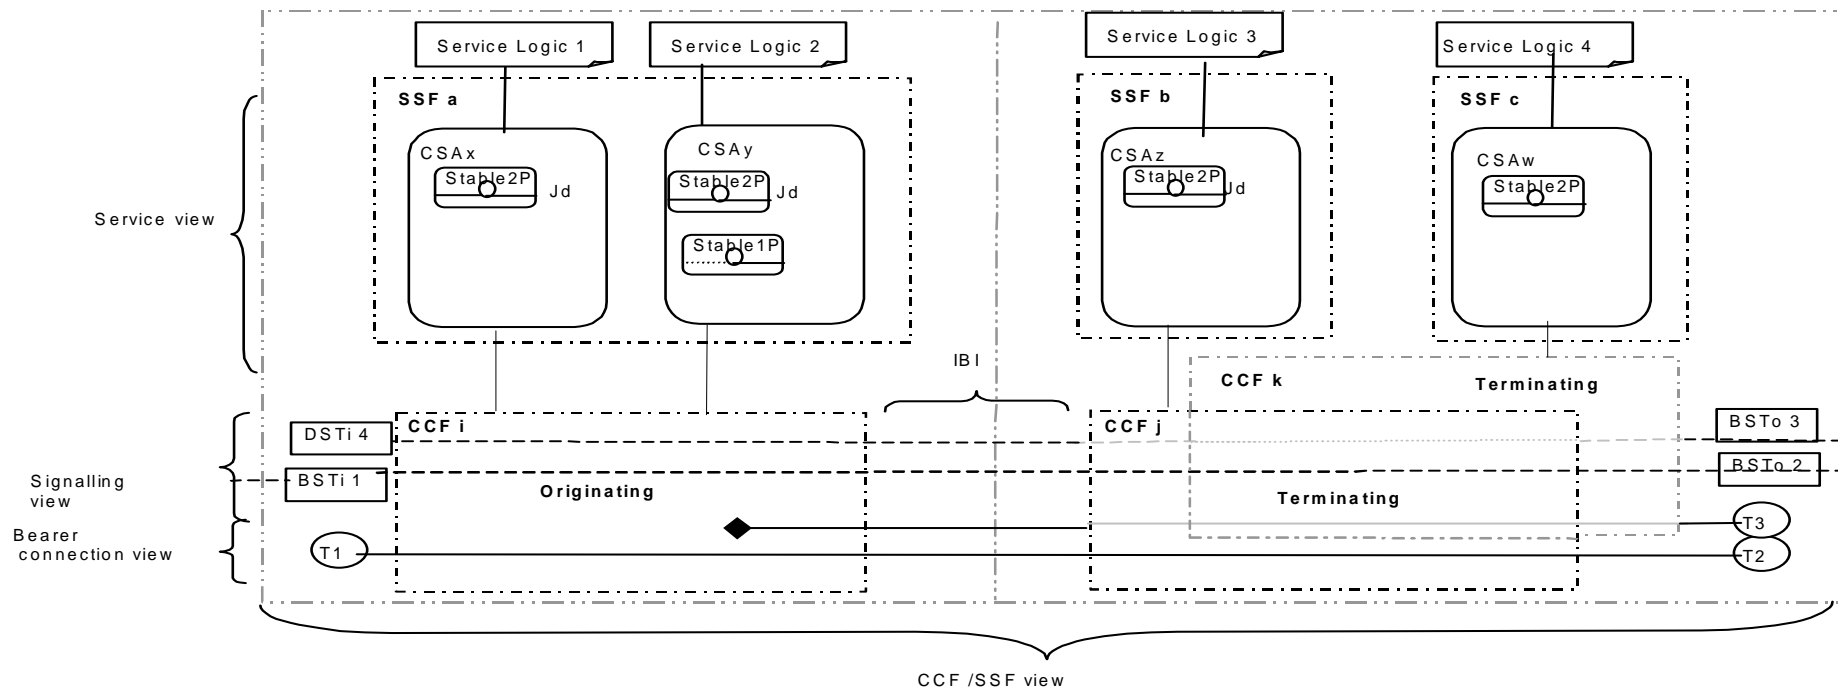 Service Logic 1
Service Logic 2
Service Logic 3
Service Logic 4
SSF a
SSF b
SSF c
CSAx
Stable2P
Jd
CSAy
Stable2P
Jd
Stable1P
CSAz
Stable2P
Jd
CSAw
Stable2P
Service view
IBI
CCF k
Terminating
CCF i
CCF j
DSTi 4
BSTo 3
BSTi 1
BSTo 2
Signalling
view
Originating
Terminating
Bearer
connection view
T1
T3
T2
CCF /SSF view